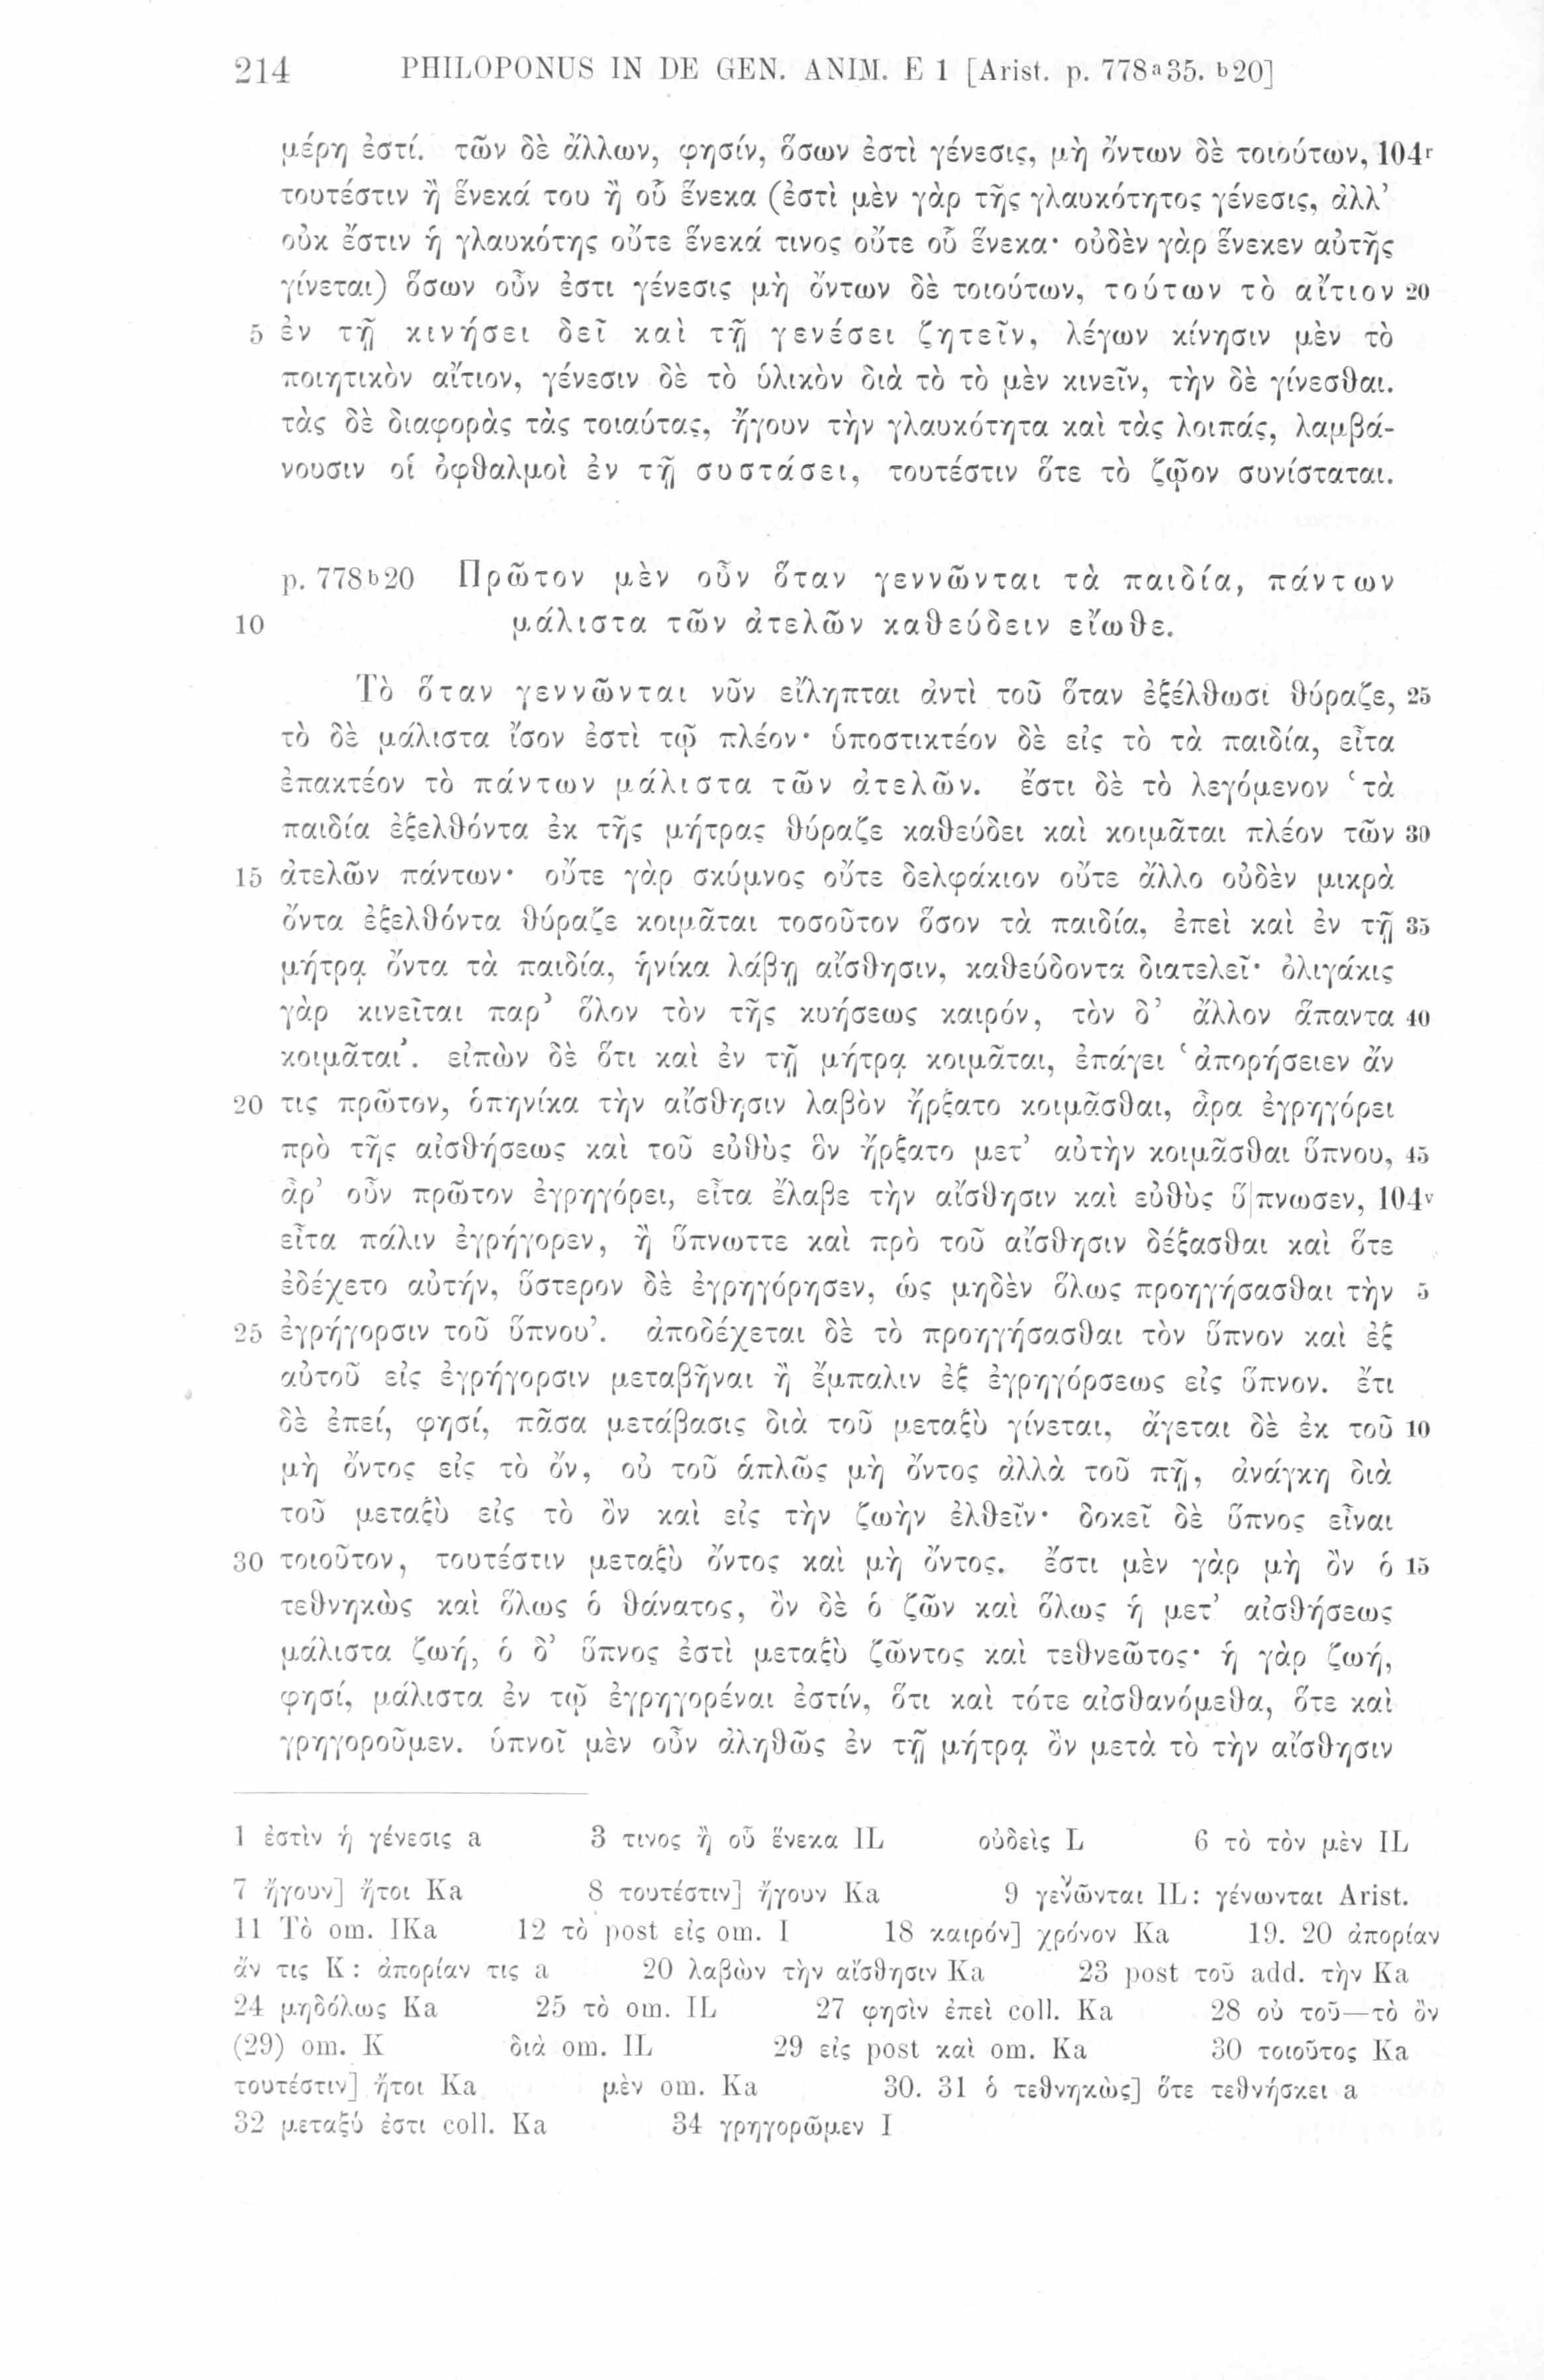 214 PHILOPONUS IN DE GEN. ANIM. E 1 [Arist. p. 778a35. b20]
μέρη ἐστί. τῶν δὲ ἄλλων, φησίν, ὅσων ἐστὶ γένεσις, μὴ ὄντων δὲ τοιούτων, 104r
τουτέστιν ἢ ἕνεκά του ἢ οὗ ἕνεκα (ἐστὶ μὲν γὰρ τῆς γλαυκότητος γένεσις, ἀλλ’
οὐκ ἔστιν ἡ γλαυκότης οὔτε ἕνεκά τινος οὔτε οὗ ἕνεκα· οὐδὲν γὰρ ἕνεκεν αὐτῆς
γίνεται) ὅσων οὖν ἐστι γένεσις μὴ ὄντων δὲ τοιούτων, τούτων τὸ αἴτιον 20
5 ἐν τῇ κινήσει δεῖ καὶ τῇ γενέσει ζητεῖν, λέγων κίνησιν μὲν τὸ
ποιητικὸν αἴτιον, γένεσιν δὲ τὸ ὑλικὸν διὰ τὸ τὸ μὲν κινεῖν, τὴν δὲ γίνεσθαι.
τὰς δὲ διαφορὰς τὰς τοιαύτας, ἤγουν τὴν γλαυκότητα καὶ τὰς λοιπάς, λαμβά-
νουσιν οἱ ὀφθαλμοὶ ἐν τῇ συστάσει, τουτέστιν ὅτε τὸ ζῷον συνίσταται.
p. 778b20 Πρῶτον μὲν οὖν ὅταν γεννῶνται τὰ παιδία, πάντων
10 μάλιστα τῶν ἀτελῶν καθεύδειν εἴωθε.
Τὸ ὅταν γεννῶνται νῦν εἴληπται ἀντὶ τοῦ ὅταν ἐξέλθωσι θύραζε, 25
τὸ δὲ μάλιστα ἴσον ἐστὶ τῷ πλέον· ὑποστικτέον δὲ εἰς τὸ τὰ παιδία, εἶτα
ἐπακτέον τὸ πάντων μάλιστα τῶν ἀτελῶν. ἔστι δὲ τὸ λεγόμενον ‘τὰ
παιδία ἐξελθόντα ἐκ τῆς μήτρας θύραζε καθεύδει καὶ κοιμᾶται πλέον τῶν 30
15 ἀτελῶν πάντων· οὔτε γὰρ σκύμνος οὔτε δελφάκιον οὔτε ἄλλο οὐδὲν μικρὰ
ὄντα ἐξελθόντα θύραζε κοιμᾶται τοσοῦτον ὅσον τὰ παιδία, ἐπεὶ καὶ ἐν τῇ 35
μήτρᾳ ὄντα τὰ παιδία, ἡνίκα λάβῃ αἴσθησιν, καθεύδοντα διατελεῖ· ὀλιγάκις
γὰρ κινεῖται παρ’ ὅλον τὸν τῆς κυήσεως καιρόν, τὸν δ’ ἄλλον ἅπαντα 40
κοιμᾶται’. εἰπὼν δὲ ὅτι καὶ ἐν τῇ μήτρᾳ κοιμᾶται, ἐπάγει ‘ἀπορήσειεν ἄν
20 τις πρῶτον, ὁπηνίκα τὴν αἴσθησιν λαβὸν ἤρξατο κοιμᾶσθαι, ἆρα ἐγρηγόρει
πρὸ τῆς αἰσθήσεως καὶ τοῦ εὐθὺς ὃν ἤρξατο μετ’ αὐτὴν κοιμᾶσθαι ὕπνου, 45
ἆρ’ οὖν πρῶτον ἐγρηγόρει, εἶτα ἔλαβε τὴν αἴσθησιν καὶ εὐθὺς ὕ|πνωσεν, 104v
εἶτα πάλιν ἐγρήγορεν, ἢ ὕπνωττε καὶ πρὸ τοῦ αἴσθησιν δέξασθαι καὶ ὅτε
ἐδέχετο αὐτήν, ὕστερον δὲ ἐγρηγόρησεν, ὡς μηδὲν ὅλως προηγήσασθαι τὴν 5
25 ἐγρήγορσιν τοῦ ὕπνου’. ἀποδέχεται δὲ τὸ προηγήσασθαι τὸν ὕπνον καὶ ἐξ
αὐτοῦ εἰς ἐγρήγορσιν μεταβῆναι ἢ ἔμπαλιν ἐξ ἐγρηγόρσεως εἰς ὕπνον. ἔτι
δὲ ἐπεί, φησί, πᾶσα μετάβασις διὰ τοῦ μεταξὺ γίνεται, ἄγεται δὲ ἐκ τοῦ 10
μὴ ὄντος εἰς τὸ ὄν, οὐ τοῦ ἁπλῶς μὴ ὄντος ἀλλὰ τοῦ πῇ, ἀνάγκη διὰ
τοῦ μεταξὺ εἰς τὸ ὂν καὶ εἰς τὴν ζωὴν ἐλθεῖν· δοκεῖ δὲ ὕπνος εἶναι
30 τοιοῦτον, τουτέστιν μεταξὺ ὄντος καὶ μὴ ὄντος. ἔστι μὲν γὰρ μὴ ὂν ὁ 15
τεθνηκὼς καὶ ὅλως ὁ θάνατος, ὂν δὲ ὁ ζῶν καὶ ὅλως ἡ μετ’ αἰσθήσεως
μάλιστα ζωή, ὁ δ’ ὕπνος ἐστὶ μεταξὺ ζῶντος καὶ τεθνεῶτος· ἡ γὰρ ζωή,
φησί, μάλιστα ἐν τῷ ἐγρηγορέναι ἐστίν, ὅτι καὶ τότε αἰσθανόμεθα, ὅτε καὶ
γρηγοροῦμεν. ὑπνοῖ μὲν οὖν ἀληθῶς ἐν τῇ μήτρᾳ ὂν μετὰ τὸ τὴν αἴσθησιν
1 ἐστὶν ἡ γένεσις a 3 τινος ἢ οὗ ἕνεκα IL οὐδεὶς L 6 τὸ τὸν μὲν IL
7 ἤγουν] ἤτοι Ka 8 τουτέστιν] ἤγουν Ka 9 γενῶνται IL: γένωνται Arist.
11 Τὸ om. IKa 12 τὸ post εἰς om. I 18 καιρόν] χρόνον Ka 19. 20 ἀπορίαν
ἄν τις K: ἀπορίαν τις a 20 λαβὼν τὴν αἴσθησιν Ka 23 post τοῦ add. τὴν Ka
24 μηδόλως Ka 25 τὸ om. IL 27 φησὶν ἐπεὶ coll. Ka 28 οὐ τοῦ—τὸ ὂν
(29) om. K διὰ om. IL 29 εἰς post καὶ om. Ka 30 τοιοῦτος Ka
τουτέστιν] ἤτοι Ka μὲν om. Ka 30. 31 ὁ τεθνηκὼς] ὅτε τεθνήσκει a
32 μεταξύ ἐστι coll. Ka 34 γρηγορῶμεν I